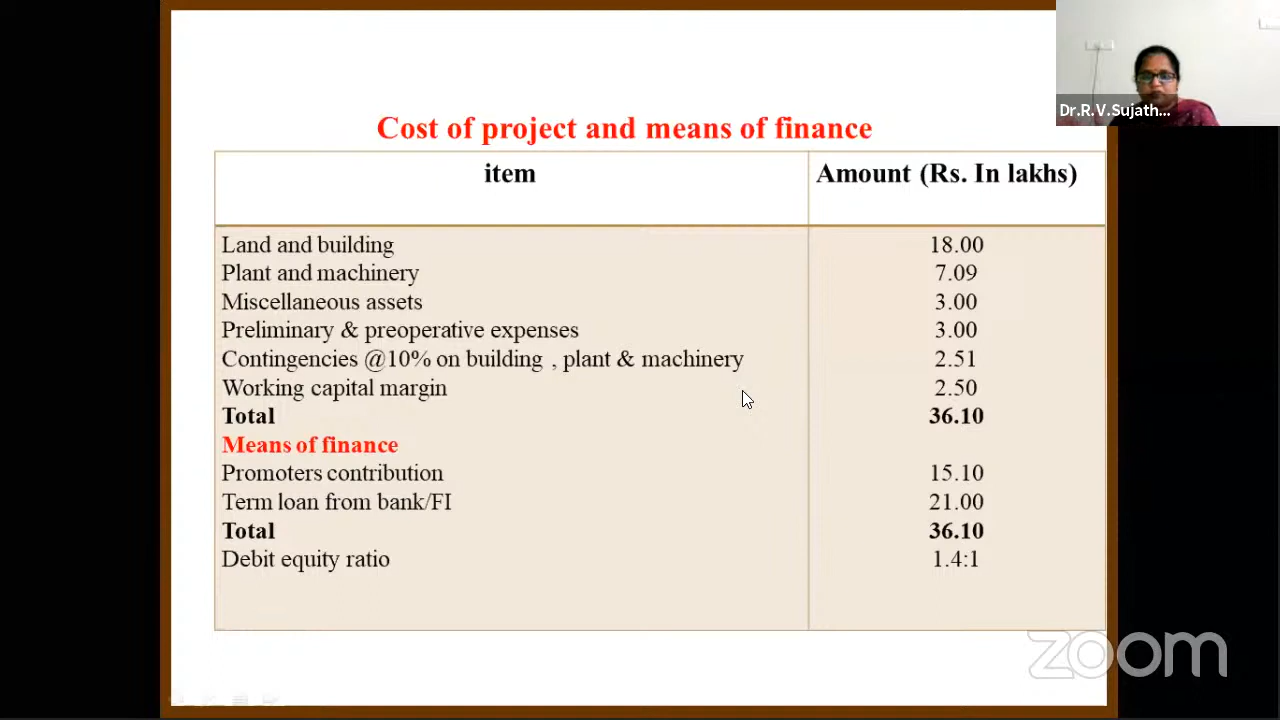 Dr.R.V.Sujath...
Cost of project and means of finance
item Amount (Rs. In lakhs)
Land and building 18.00
Plant and machinery 7.09
Miscellaneous assets 3.00
Preliminary & preoperative expenses 3.00
Contingencies @10% on building , plant & machinery 2.51
Working capital margin 2.50
Total 36.10
Means of finance
Promoters contribution 15.10
Term loan from bank/FI 21.00
Total 36.10
Debit equity ratio 1.4:1
zoom